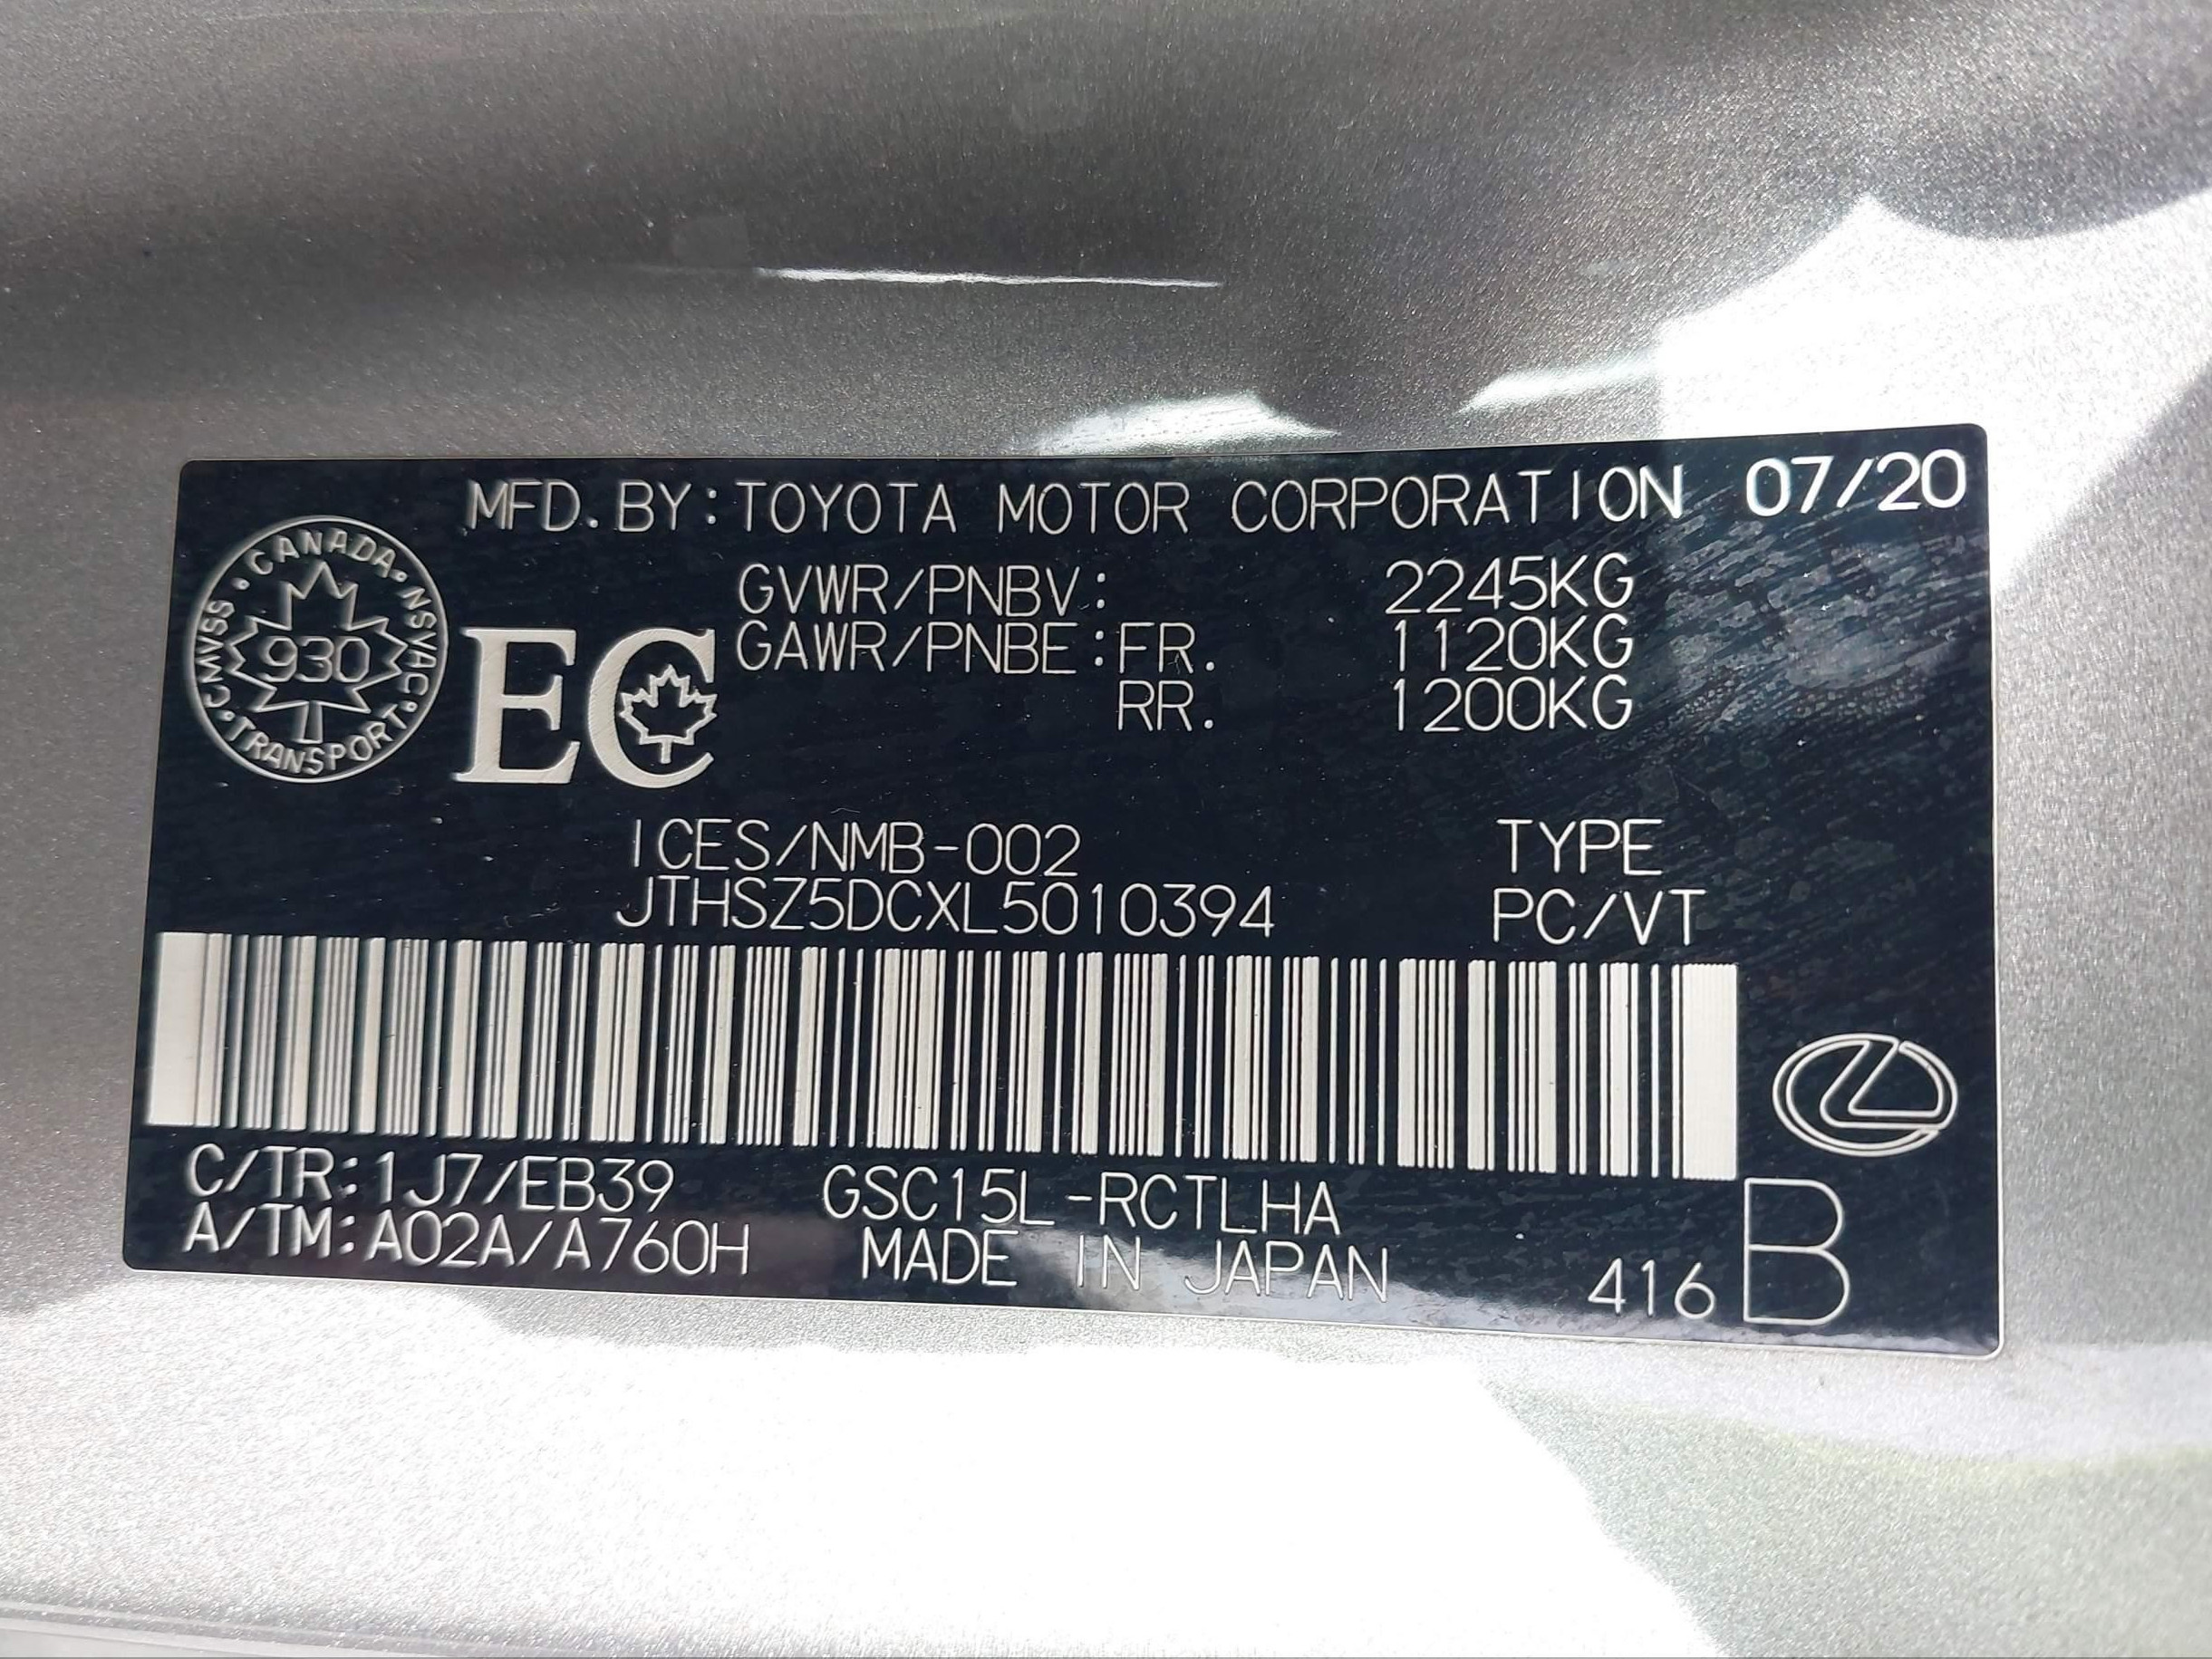 MFD. BY:TOYOTA MOTOR CORPORATION 07/20
CANADA
CMVSS
NSVAC
930
TRANSPORT
EC
GVWR/PNBV: 2245KG
GAWR/PNBE:FR. 1120KG
RR. 1200KG
ICES/NMB-002 TYPE
JTHSZ5DCXL5010394 PC/VT
C/TR:1J7/EB39 GSC15L-RCTLHA
A/TM:A02A/A760H MADE IN JAPAN 416 B